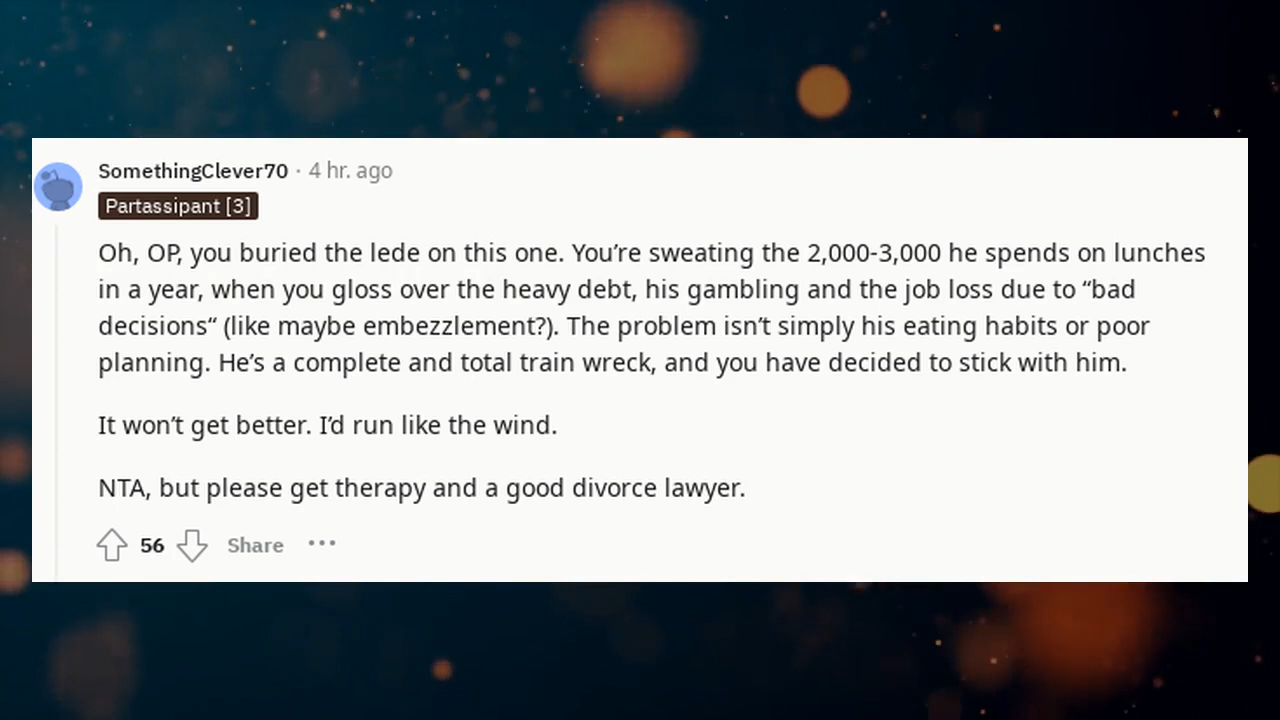 SomethingClever70 · 4 hr. ago
Partassipant [3]
Oh, OP, you buried the lede on this one. You’re sweating the 2,000-3,000 he spends on lunches
in a year, when you gloss over the heavy debt, his gambling and the job loss due to “bad
decisions“ (like maybe embezzlement?). The problem isn’t simply his eating habits or poor
planning. He’s a complete and total train wreck, and you have decided to stick with him.
It won’t get better. I’d run like the wind.
NTA, but please get therapy and a good divorce lawyer.
56 Share ···